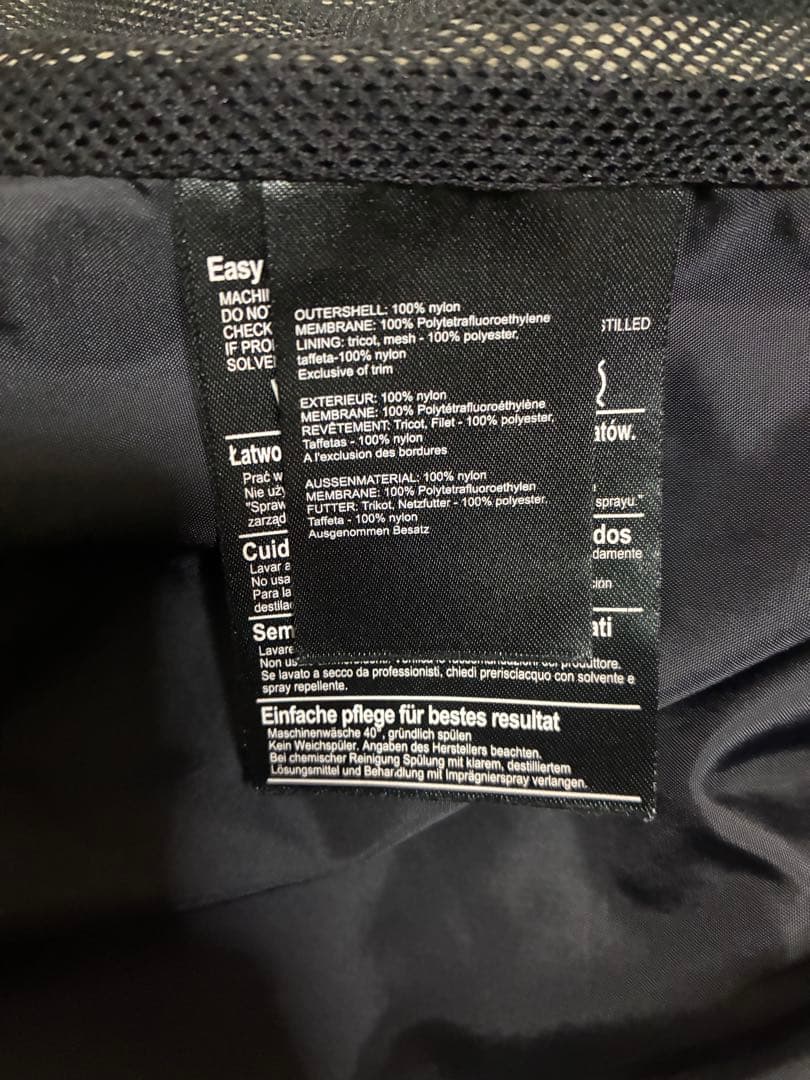 Easy
MACHI
DO NO
CHECK
IF PRO
SOLVE
STILLED
OUTERSHELL: 100% nylon
MEMBRANE: 100% Polytetrafluoroethylene
LINING: tricot, mesh - 100% polyester,
taffeta-100% nylon
Exclusive of trim
EXTERIEUR: 100% nylon
MEMBRANE: 100% Polytétrafluoroéthylène
REVÊTEMENT: Tricot, Filet - 100% polyester,
Taffetas - 100% nylon
A l'exclusion des bordures
AUSSENMATERIAL: 100% nylon
MEMBRANE: 100% Polytetrafluoroethylen
FUTTER: Trikot, Netzfutter - 100% polyester.
Taffeta - 100% nylon
Ausgenommen Besatz
Łatwo
atów.
Prać w
Nie uży
"Spraw
sprayu."
zarząd
Cuid
dos
Lavar a
damente
No usa
Para la
ción
destila
Sem
ati
Lavare
Non us
produttore.
Se lavato a secco da professionisti, chiedi prerisclacquo con solvente e
spray repellente.
Einfache pflege für bestes resultat
Maschinenwäsche 40°, gründlich spülen
Kein Weichspüler. Angaben des Herstellers beachten.
Bei chemischer Reinigung Spülung mit klarem, destilliertem
Lösungsmittel und Behandlung mit Imprägnierspray verlangen.